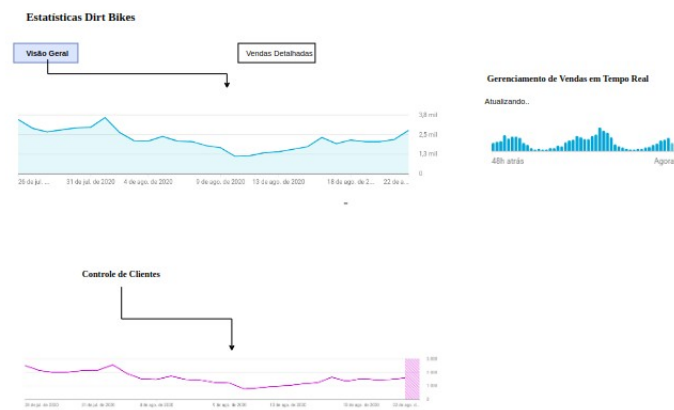 Estatísticas Dirt Bikes
Visão Geral
Vendas Detalhadas
3,8 mil
2,5 mil
1,3 mil
0
26 de jul. ...
31 de jul. de 2020
4 de ago. de 2020
9 de ago. de 2020
13 de ago. de 2020
18 de ago. de 2...
22 de a...
Gerenciamento de Vendas em Tempo Real
Atualizando..
48h atrás
Agora
Controle de Clientes